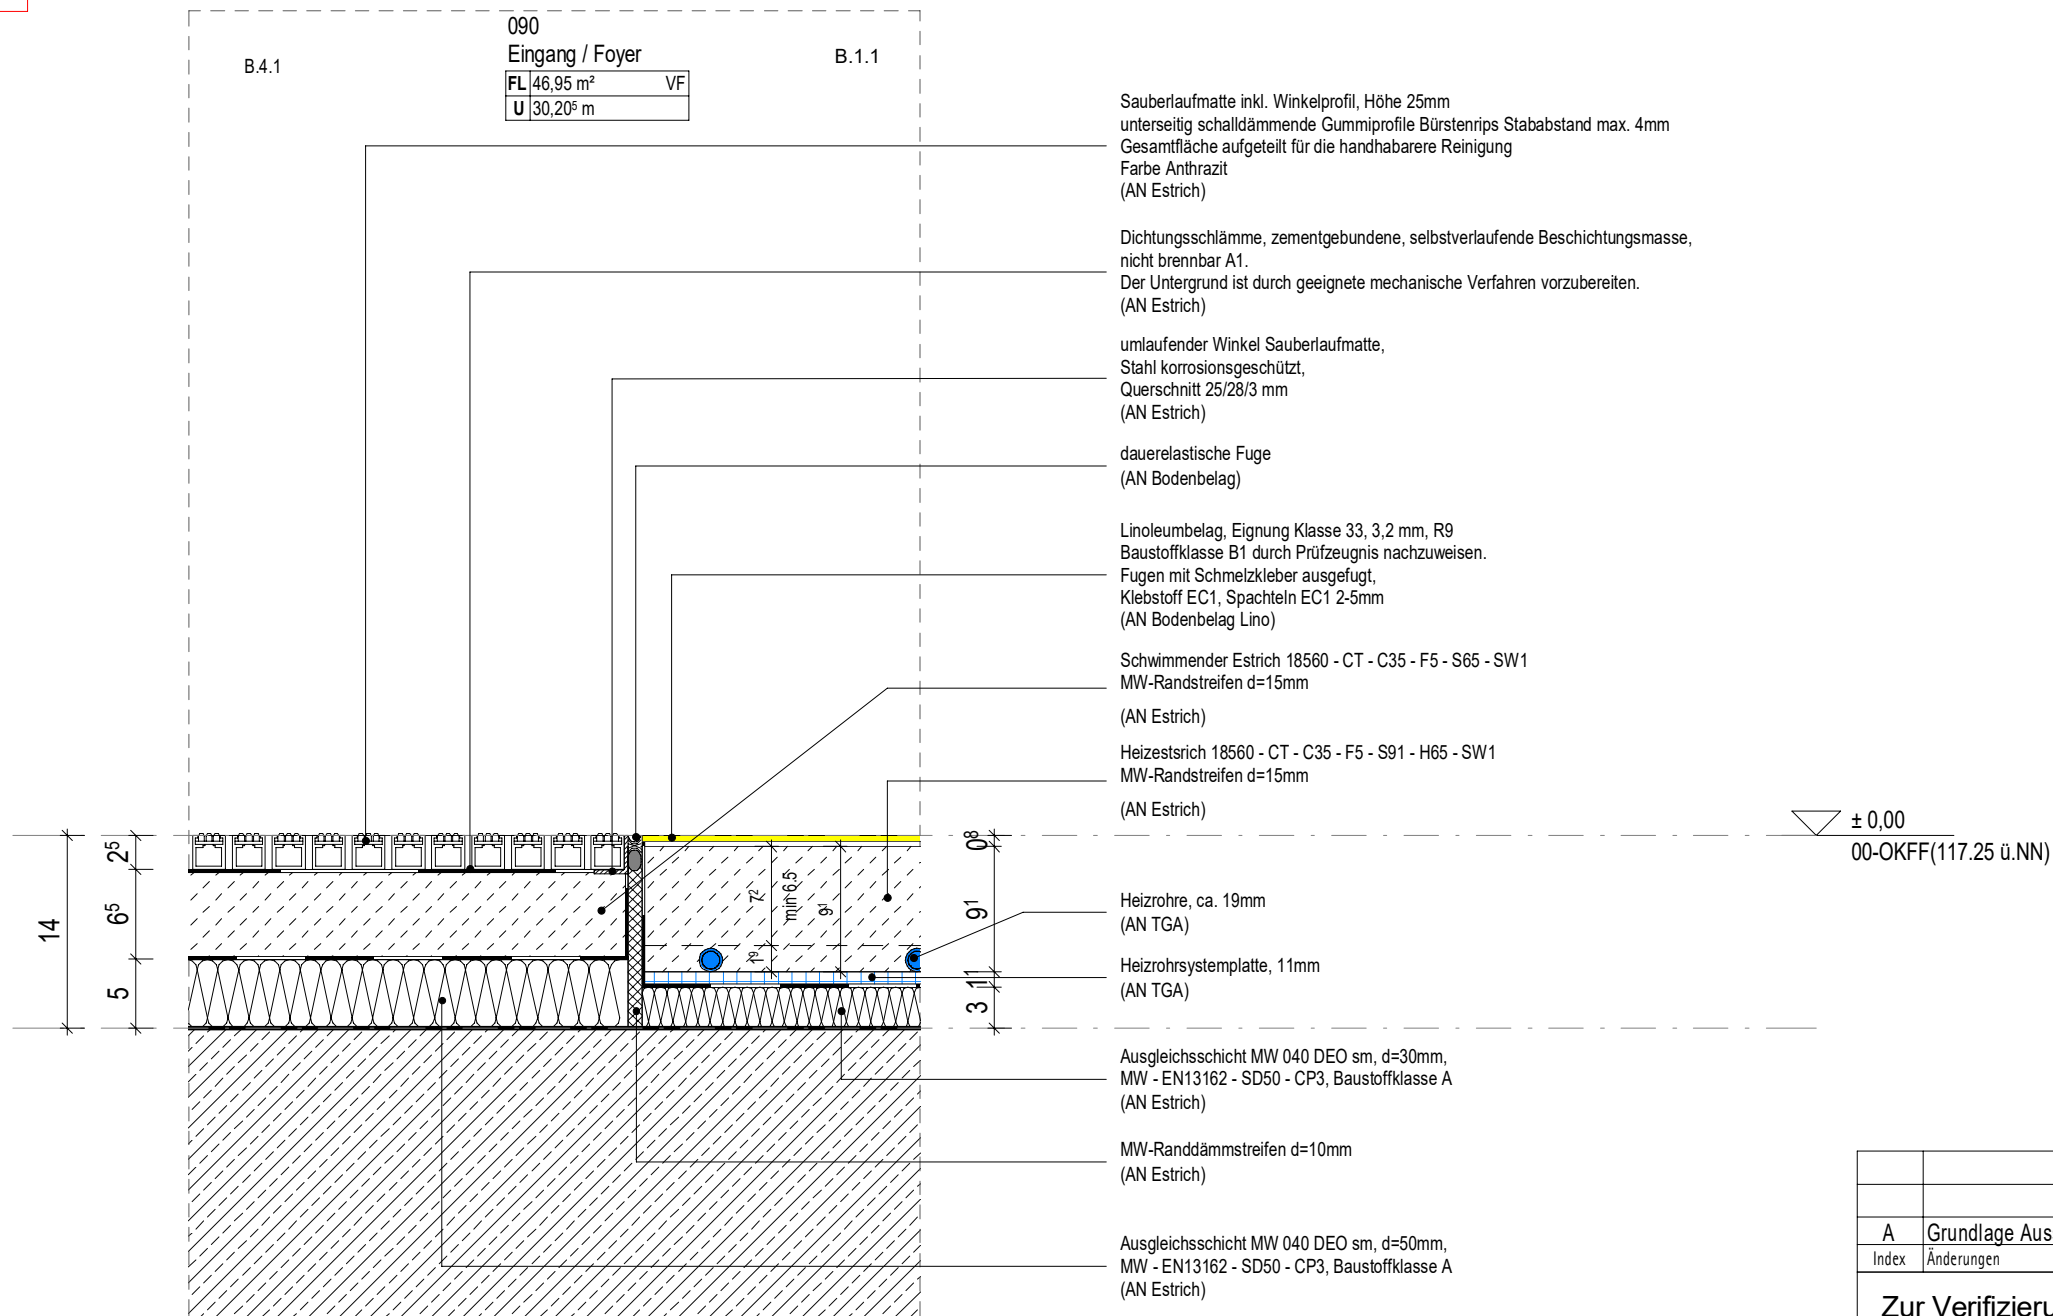 090
Eingang / Foyer
B.4.1
B.1.1
FL 46,95 m² VF
U 30,20⁵ m
Sauberlaufmatte inkl. Winkelprofil, Höhe 25mm
unterseitig schalldämmende Gummiprofile Bürstenrips Stababstand max. 4mm
Gesamtfläche aufgeteilt für die handhabarere Reinigung
Farbe Anthrazit
(AN Estrich)
Dichtungsschlämme, zementgebundene, selbstverlaufende Beschichtungsmasse,
nicht brennbar A1.
Der Untergrund ist durch geeignete mechanische Verfahren vorzubereiten.
(AN Estrich)
umlaufender Winkel Sauberlaufmatte,
Stahl korrosionsgeschützt,
Querschnitt 25/28/3 mm
(AN Estrich)
dauerelastische Fuge
(AN Bodenbelag)
Linoleumbelag, Eignung Klasse 33, 3,2 mm, R9
Baustoffklasse B1 durch Prüfzeugnis nachzuweisen.
Fugen mit Schmelzkleber ausgefugt,
Klebstoff EC1, Spachteln EC1 2-5mm
(AN Bodenbelag Lino)
Schwimmender Estrich 18560 - CT - C35 - F5 - S65 - SW1
MW-Randstreifen d=15mm
(AN Estrich)
Heizestsrich 18560 - CT - C35 - F5 - S91 - H65 - SW1
MW-Randstreifen d=15mm
(AN Estrich)
± 0,00
00-OKFF(117.25 ü.NN)
14
2⁵
6⁵
5
7²
min 6.5
9¹
1⁹
0⁸
9¹
1¹
3
Heizrohre, ca. 19mm
(AN TGA)
Heizrohrsystemplatte, 11mm
(AN TGA)
Ausgleichsschicht MW 040 DEO sm, d=30mm,
MW - EN13162 - SD50 - CP3, Baustoffklasse A
(AN Estrich)
MW-Randdämmstreifen d=10mm
(AN Estrich)
Ausgleichsschicht MW 040 DEO sm, d=50mm,
MW - EN13162 - SD50 - CP3, Baustoffklasse A
(AN Estrich)
A Grundlage Aus
Index Änderungen
Zur Verifizieru